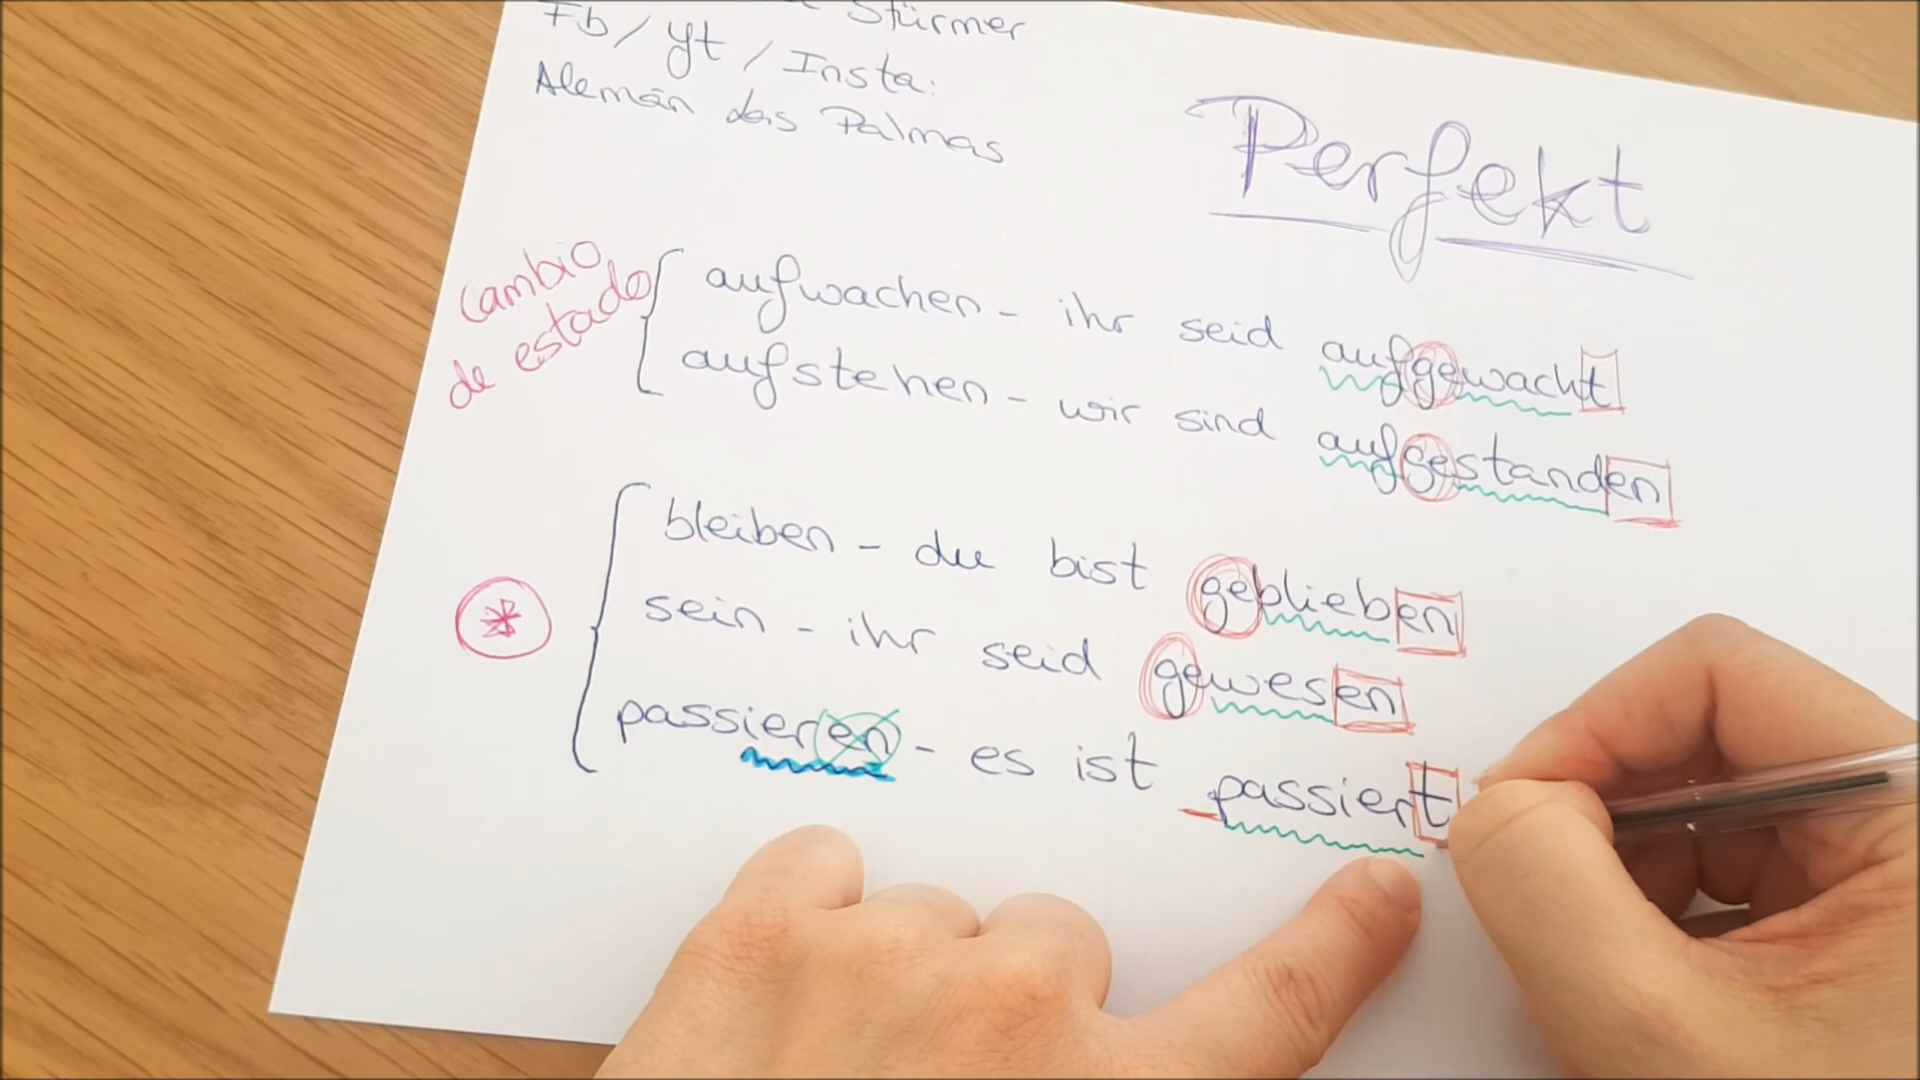 Stürmer
Fb / yt / Insta:
Alemán las Palmas
Perfekt
cambio
de estado
aufwachen - ihr seid aufgewacht
aufstehen - wir sind aufgestanden
bleiben - du bist geblieben
sein - ihr seid gewesen
passieren - es ist passiert
*